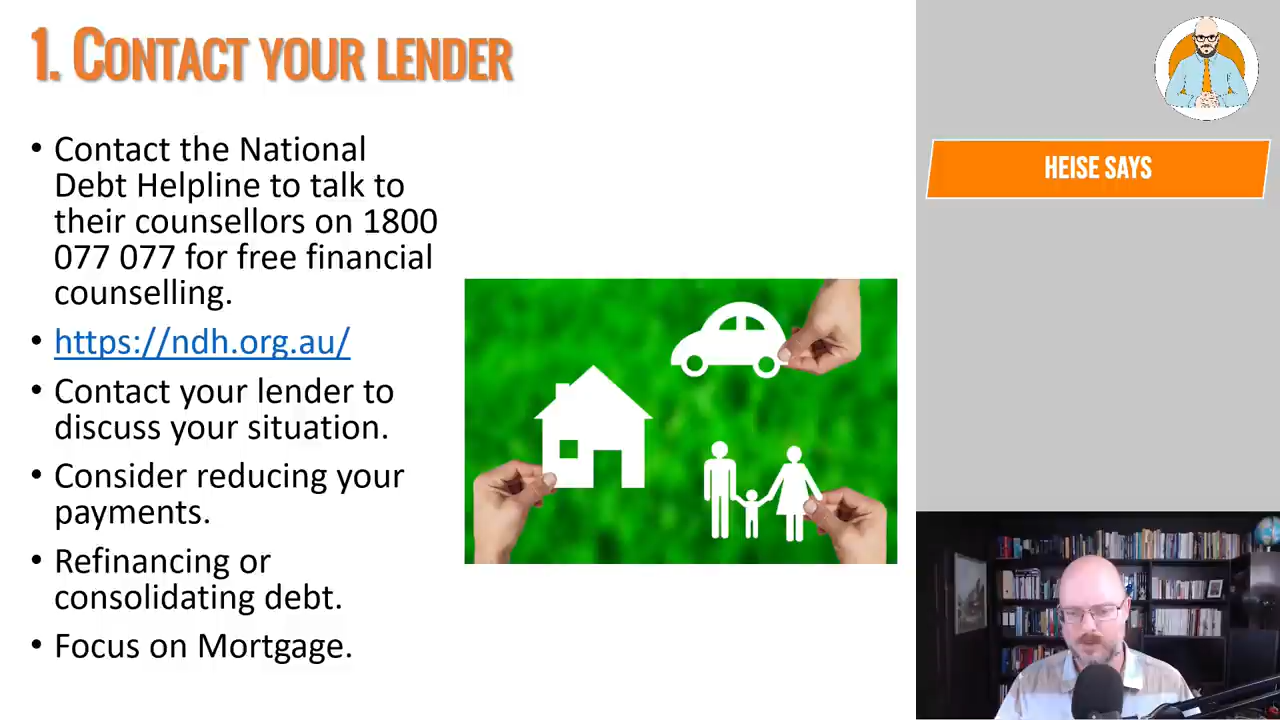 1. CONTACT YOUR LENDER
• Contact the National
Debt Helpline to talk to
their counsellors on 1800
077 077 for free financial
counselling.
• https://ndh.org.au/
• Contact your lender to
discuss your situation.
• Consider reducing your
payments.
• Refinancing or
consolidating debt.
• Focus on Mortgage.
HEISE SAYS